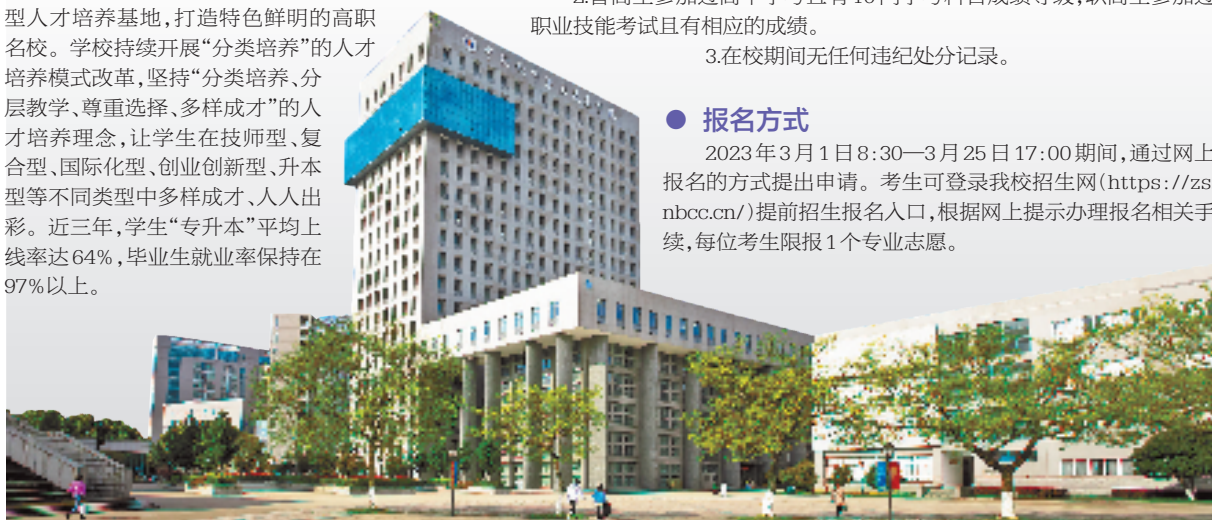 型人才培养基地,打造特色鲜明的高职
名校。学校持续开展“分类培养”的人才
培养模式改革,坚持“分类培养、分
层教学、尊重选择、多样成才”的人
才培养理念,让学生在技师型、复
合型、国际化型、创业创新型、升本
型等不同类型中多样成才、人人出
彩。近三年,学生“专升本”平均上
线率达64%,毕业生就业率保持在
97%以上。
职业技能考试且有相应的成绩。
3.在校期间无任何违纪处分记录。
● 报名方式
2023年3月1日8:30—3月25日17:00期间,通过网上
报名的方式提出申请。考生可登录我校招生网(https://zs
nbcc.cn/)提前招生报名入口,根据网上提示办理报名相关手
续,每位考生限报1个专业志愿。